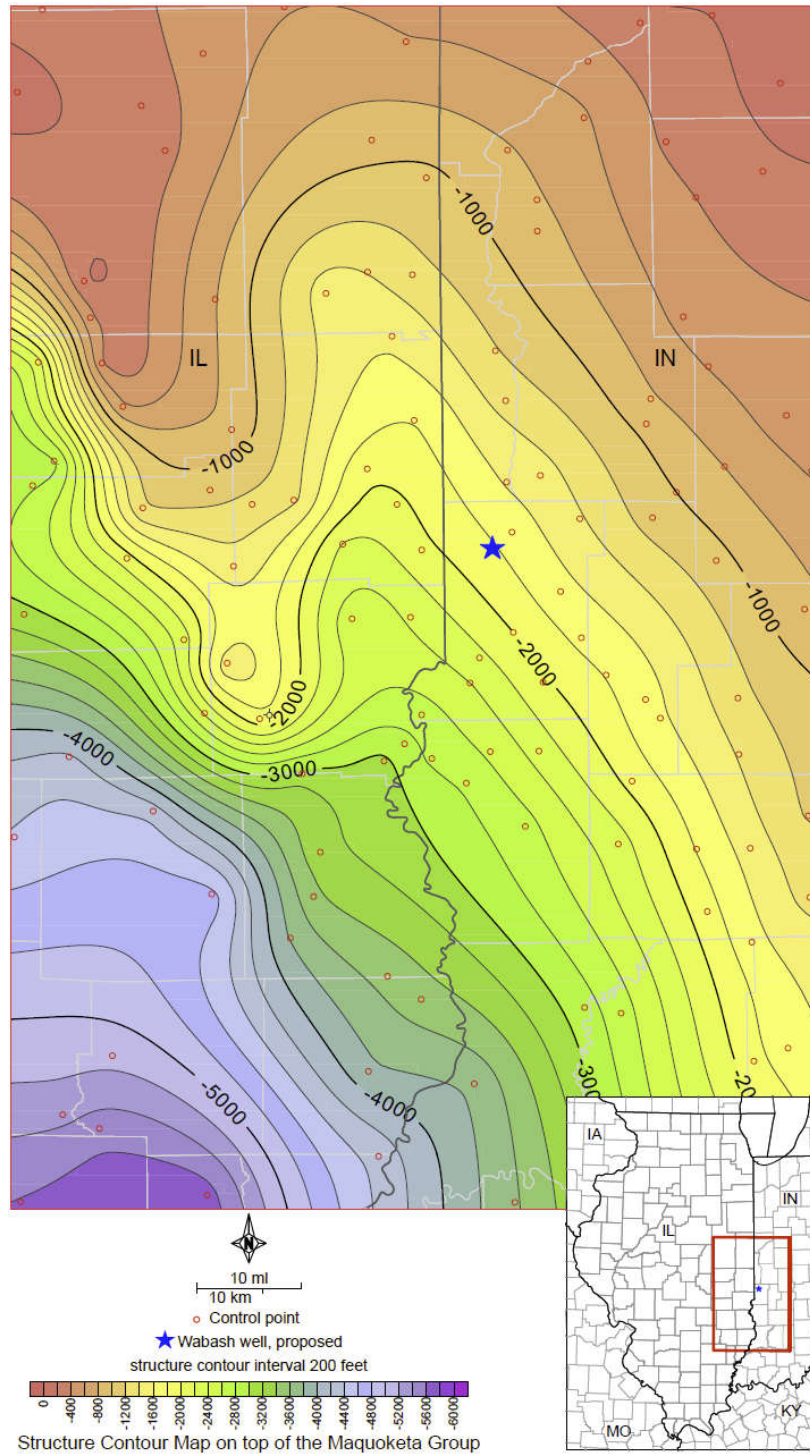 -1000
IL
IN
-1000
-1000
-2000
-2000
-4000
-3000
-5000
-4000
-300
-20
IA
IN
IL
MO
KY
N
10 mI
10 km
Control point
Wabash well, proposed
structure contour interval 200 feet
0 -400 -800 -1200 -1600 -2000 -2400 -2800 -3200 -3600 -4000 -4400 -4800 -5200 -5600 -6000
Structure Contour Map on top of the Maquoketa Group